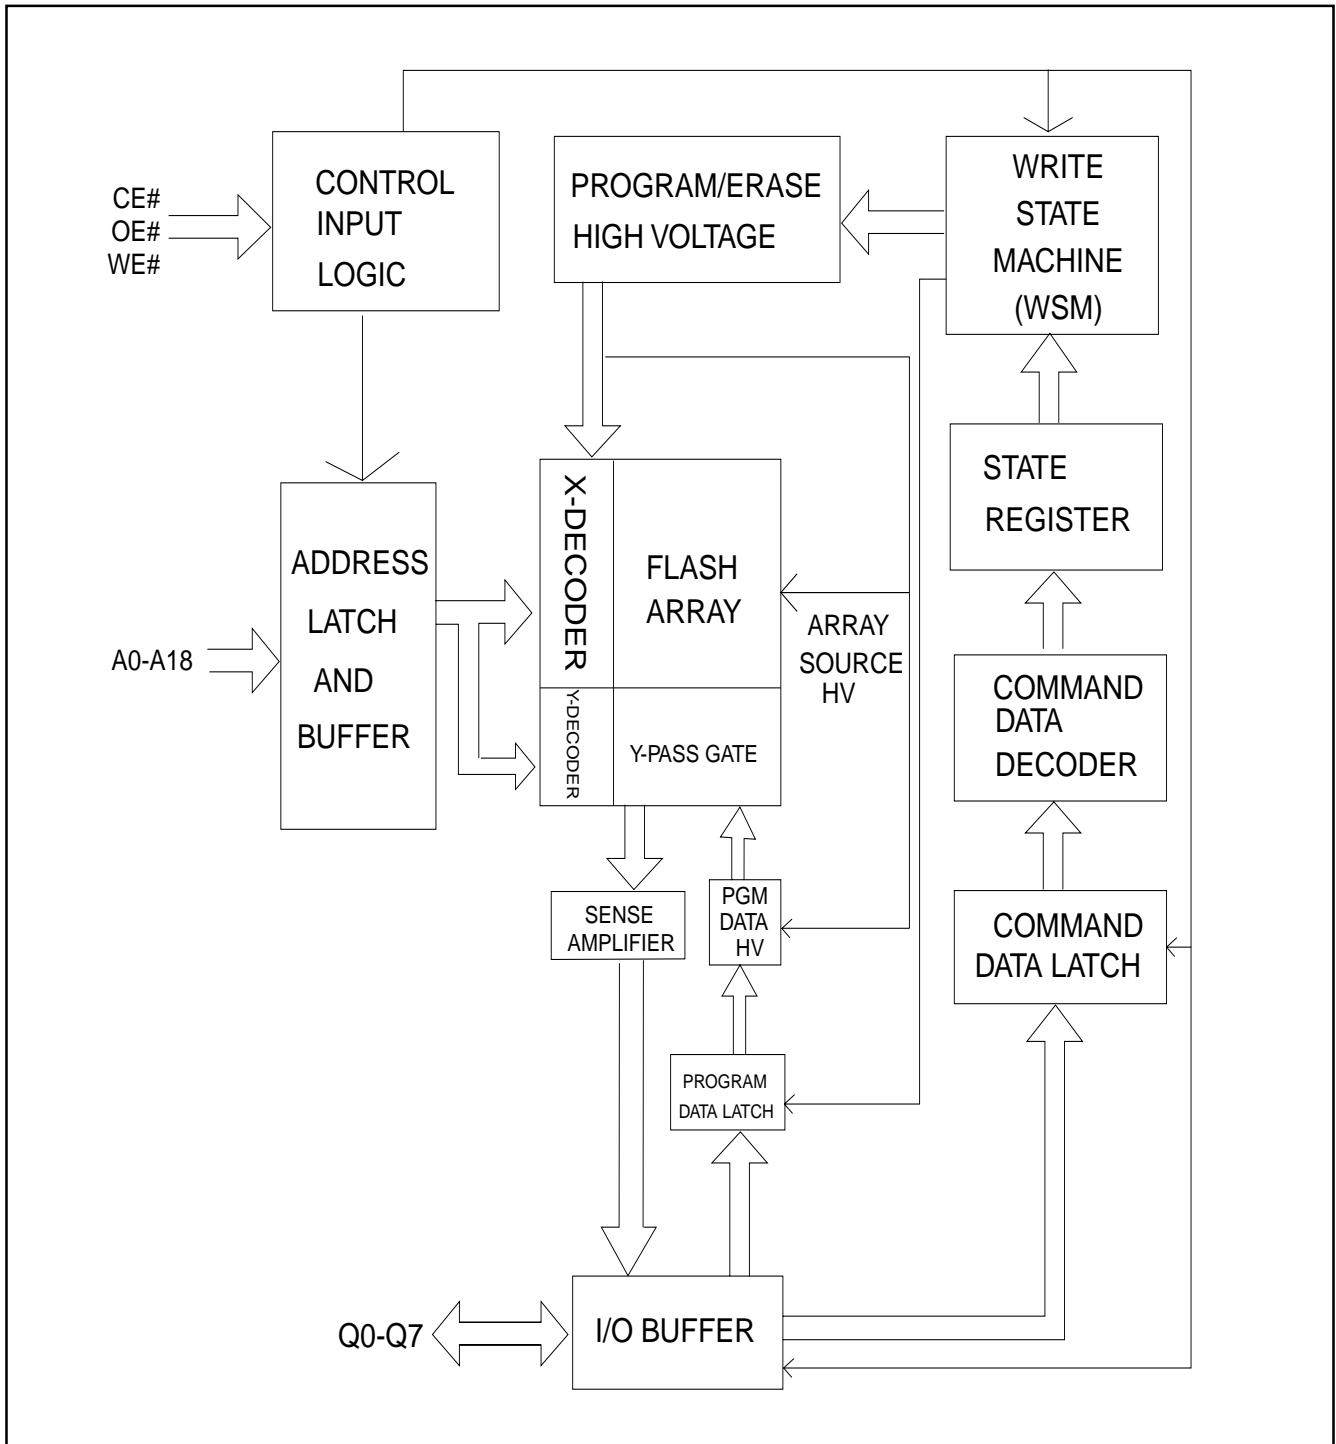 CE#
OE#
WE#
CONTROL
INPUT
LOGIC
PROGRAM/ERASE
HIGH VOLTAGE
WRITE
STATE
MACHINE
(WSM)
STATE
REGISTER
A0-A18
ADDRESS
LATCH
AND
BUFFER
X-DECODER
FLASH
ARRAY
ARRAY
SOURCE
HV
Y-DECODER
Y-PASS GATE
COMMAND
DATA
DECODER
SENSE
AMPLIFIER
PGM
DATA
HV
COMMAND
DATA LATCH
PROGRAM
DATA LATCH
Q0-Q7
I/O BUFFER